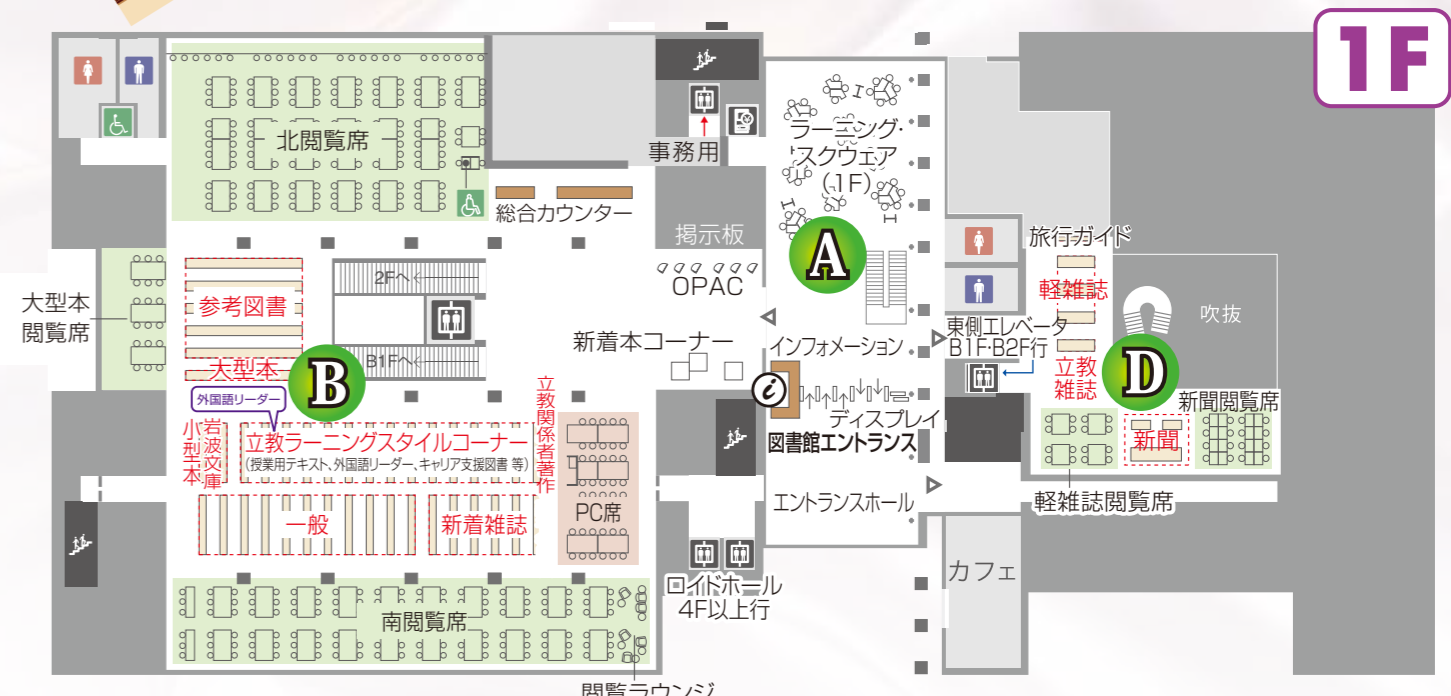 1F
北閲覧席
事務用
ラーニング・
スクウェア
(1F)
総合カウンター
掲示板
旅行ガイド
A
2Fへ
OPAC
軽雑誌
吹抜
大型本
閲覧席
参考図書
新着本コーナー
インフォメーション
東側エレベータ
B1F・B2F行
B1Fへ
大型本
B
立教
雑誌
D
外国語リーダー
立教関係者著作
i
ディスプレイ
新聞閲覧席
小型本
岩波文庫
立教ラーニングスタイルコーナー
(授業用テキスト、外国語リーダー、キャリア支援図書 等)
図書館エントランス
新聞
一般
新着雑誌
PC席
エントランスホール
軽雑誌閲覧席
カフェ
ロイドホール
4F以上行
南閲覧席
閲覧ラウンジ